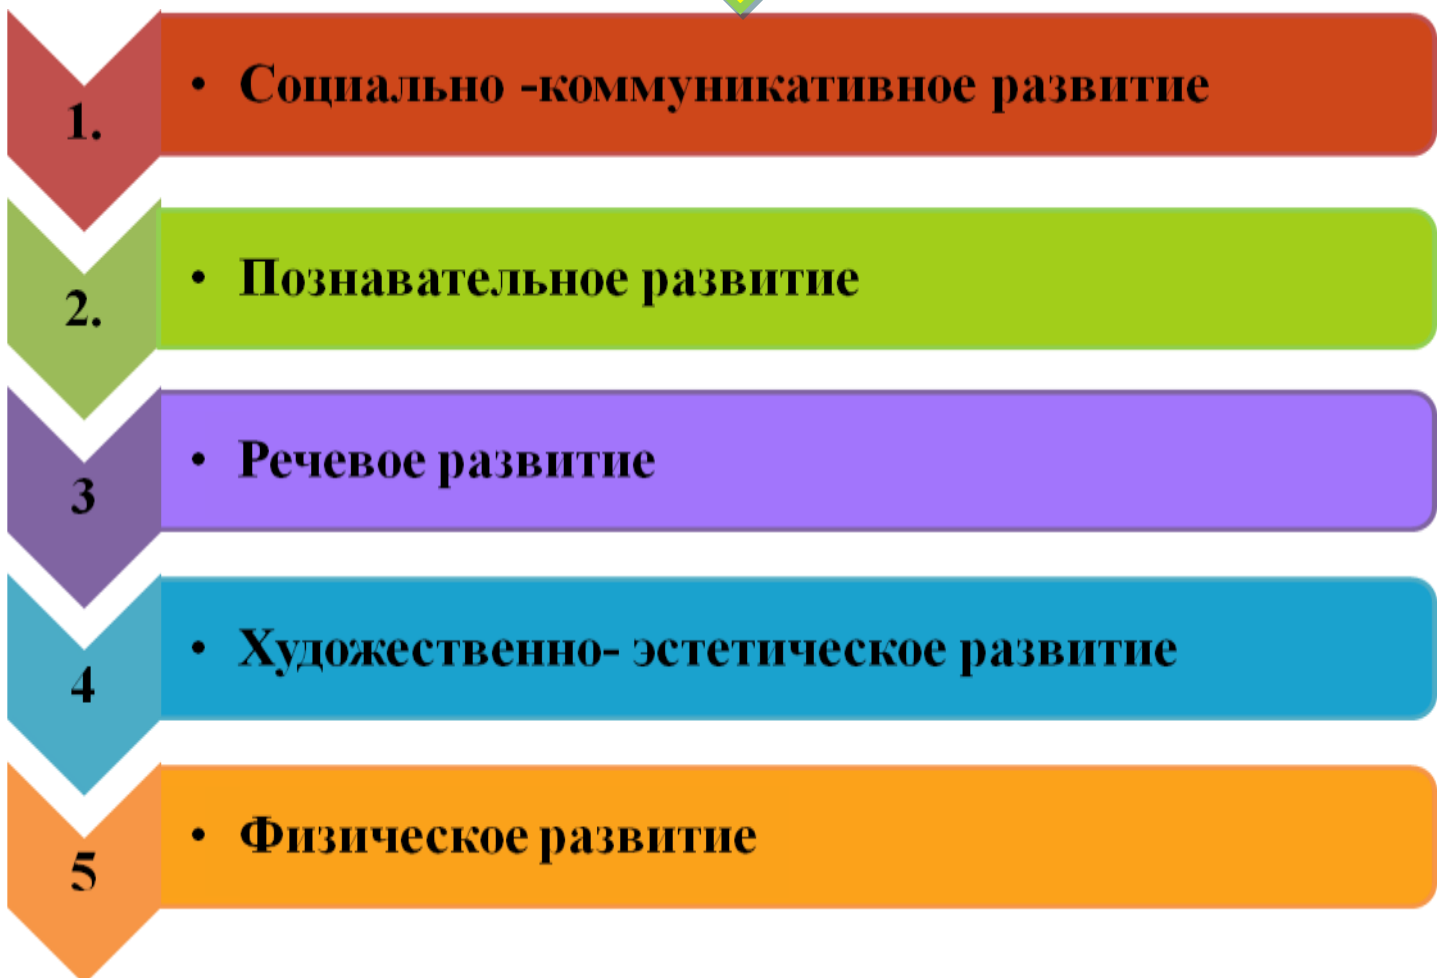 1.
• Социально -коммуникативное развитие
2.
• Познавательное развитие
3
• Речевое развитие
4
• Художественно- эстетическое развитие
5
• Физическое развитие